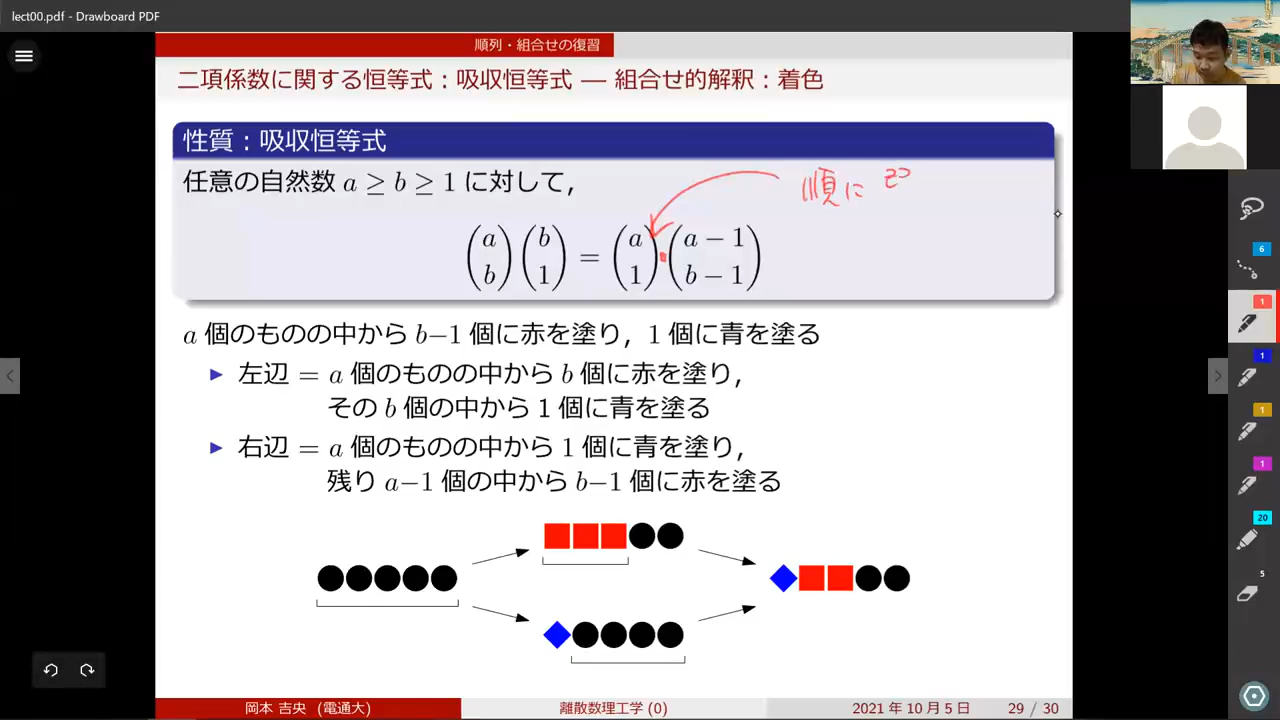 lect00.pdf - Drawboard PDF
順列・組合せの復習
二項係数に関する恒等式：吸収恒等式 — 組合せ的解釈：着色
性質：吸収恒等式
任意の自然数 a ≥ b ≥ 1 に対して，
順に
(a b)(b 1) = (a 1)·(a − 1 b − 1)
a 個のものの中から b−1 個に赤を塗り，1 個に青を塗る
▶ 左辺 = a 個のものの中から b 個に赤を塗り，
その b 個の中から 1 個に青を塗る
▶ 右辺 = a 個のものの中から 1 個に青を塗り，
残り a−1 個の中から b−1 個に赤を塗る
岡本 吉央 (電通大)
離散数理工学 (0)
2021 年 10 月 5 日
29 / 30
6
1
1
1
1
20
5